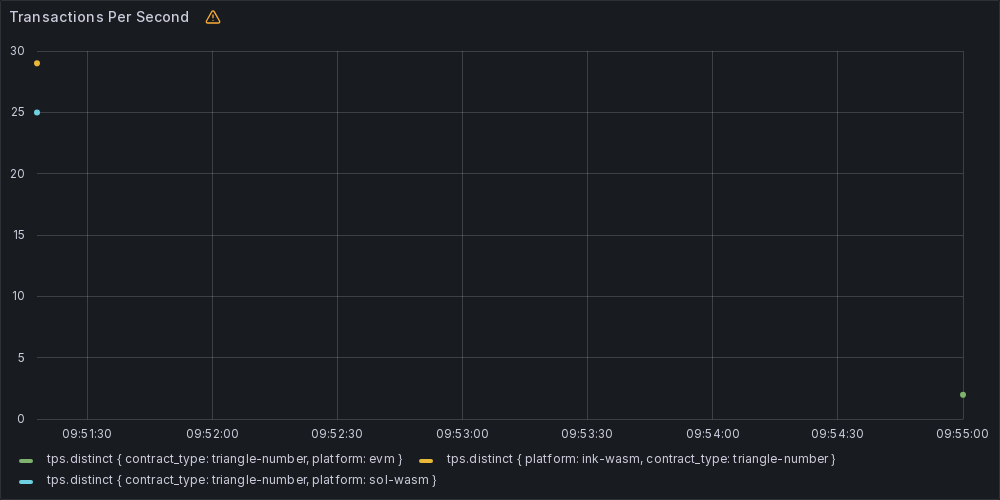 Transactions Per Second
30
25
20
15
10
5
0
09:51:30 09:52:00 09:52:30 09:53:00 09:53:30 09:54:00 09:54:30 09:55:00
tps.distinct { contract_type: triangle-number, platform: evm } tps.distinct { platform: ink-wasm, contract_type: triangle-number }
tps.distinct { contract_type: triangle-number, platform: sol-wasm }